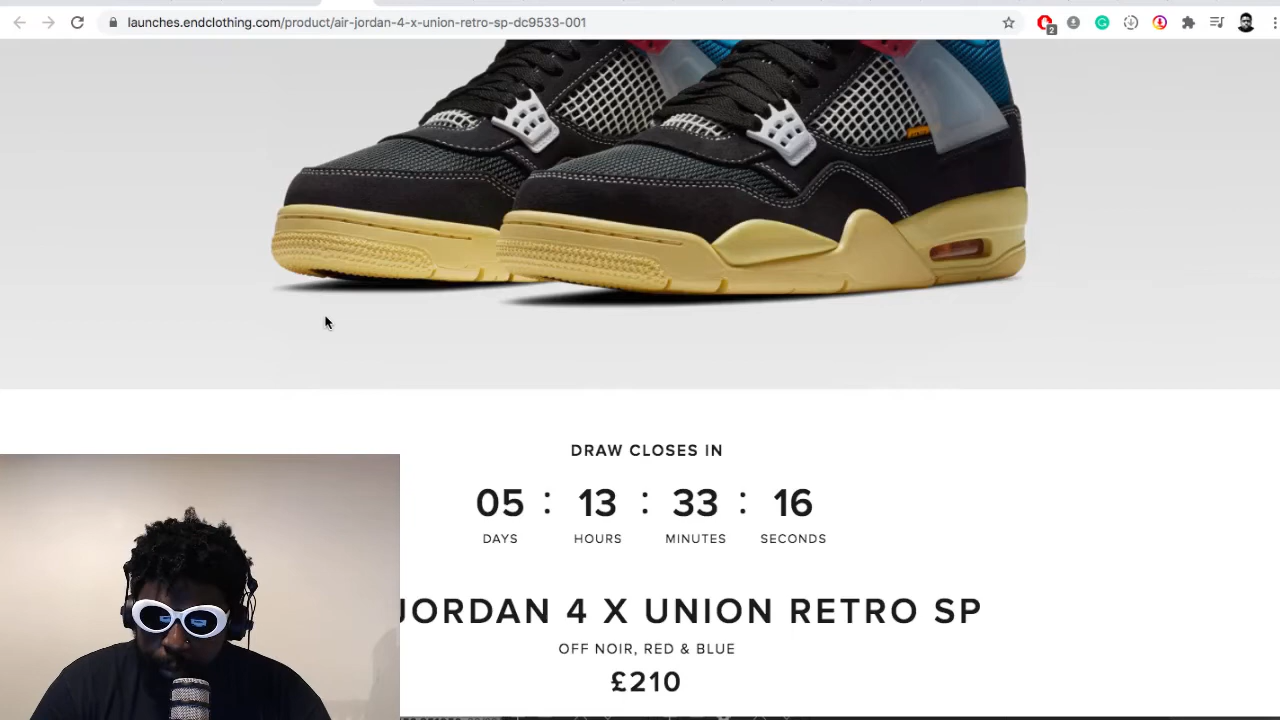 launches.endclothing.com/product/air-jordan-4-x-union-retro-sp-dc9533-001
2
DRAW CLOSES IN
05 : 13 : 33 : 16
DAYS HOURS MINUTES SECONDS
JORDAN 4 X UNION RETRO SP
OFF NOIR, RED & BLUE
£210